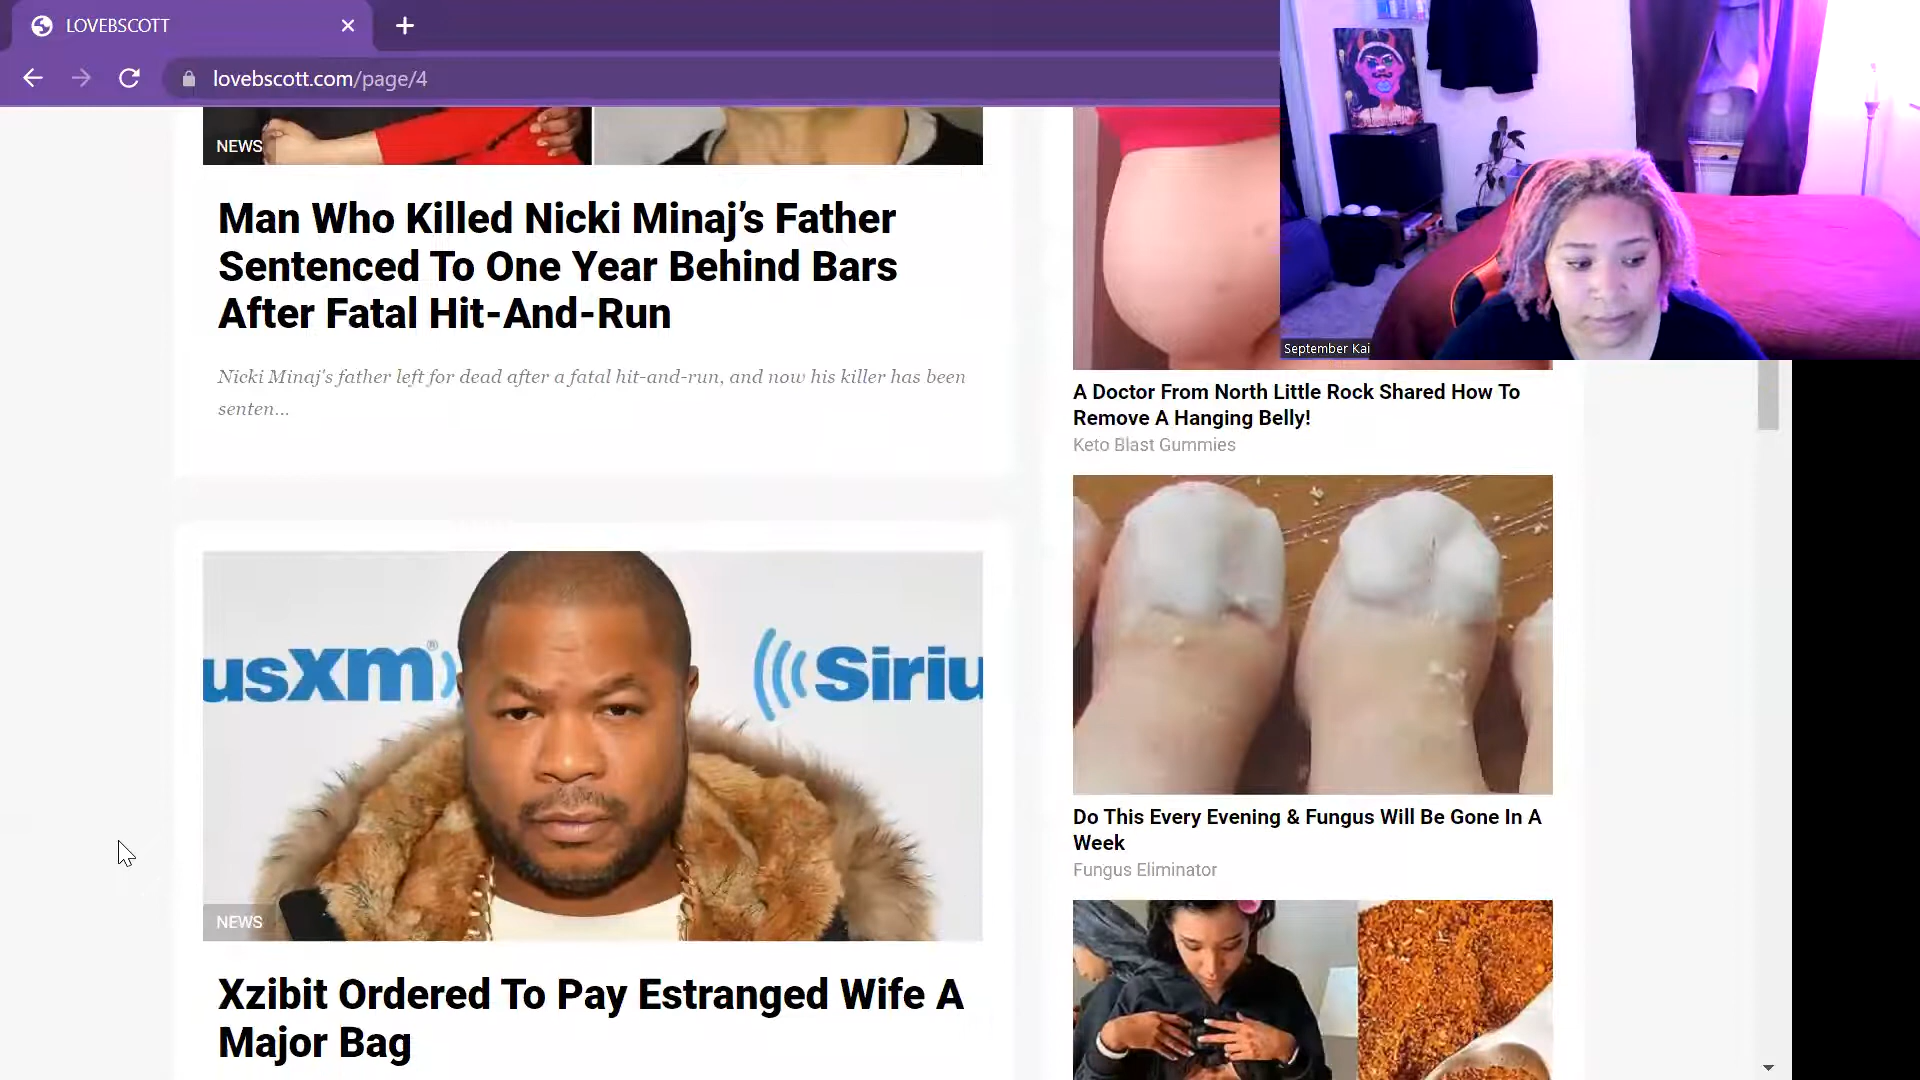 LOVEBSCOTT
lovebscott.com/page/4
NEWS
Man Who Killed Nicki Minaj’s Father
Sentenced To One Year Behind Bars
After Fatal Hit-And-Run
Nicki Minaj's father left for dead after a fatal hit-and-run, and now his killer has been
senten...
usXm®
Siriu
NEWS
Xzibit Ordered To Pay Estranged Wife A
Major Bag
September Kai
A Doctor From North Little Rock Shared How To
Remove A Hanging Belly!
Keto Blast Gummies
Do This Every Evening & Fungus Will Be Gone In A
Week
Fungus Eliminator